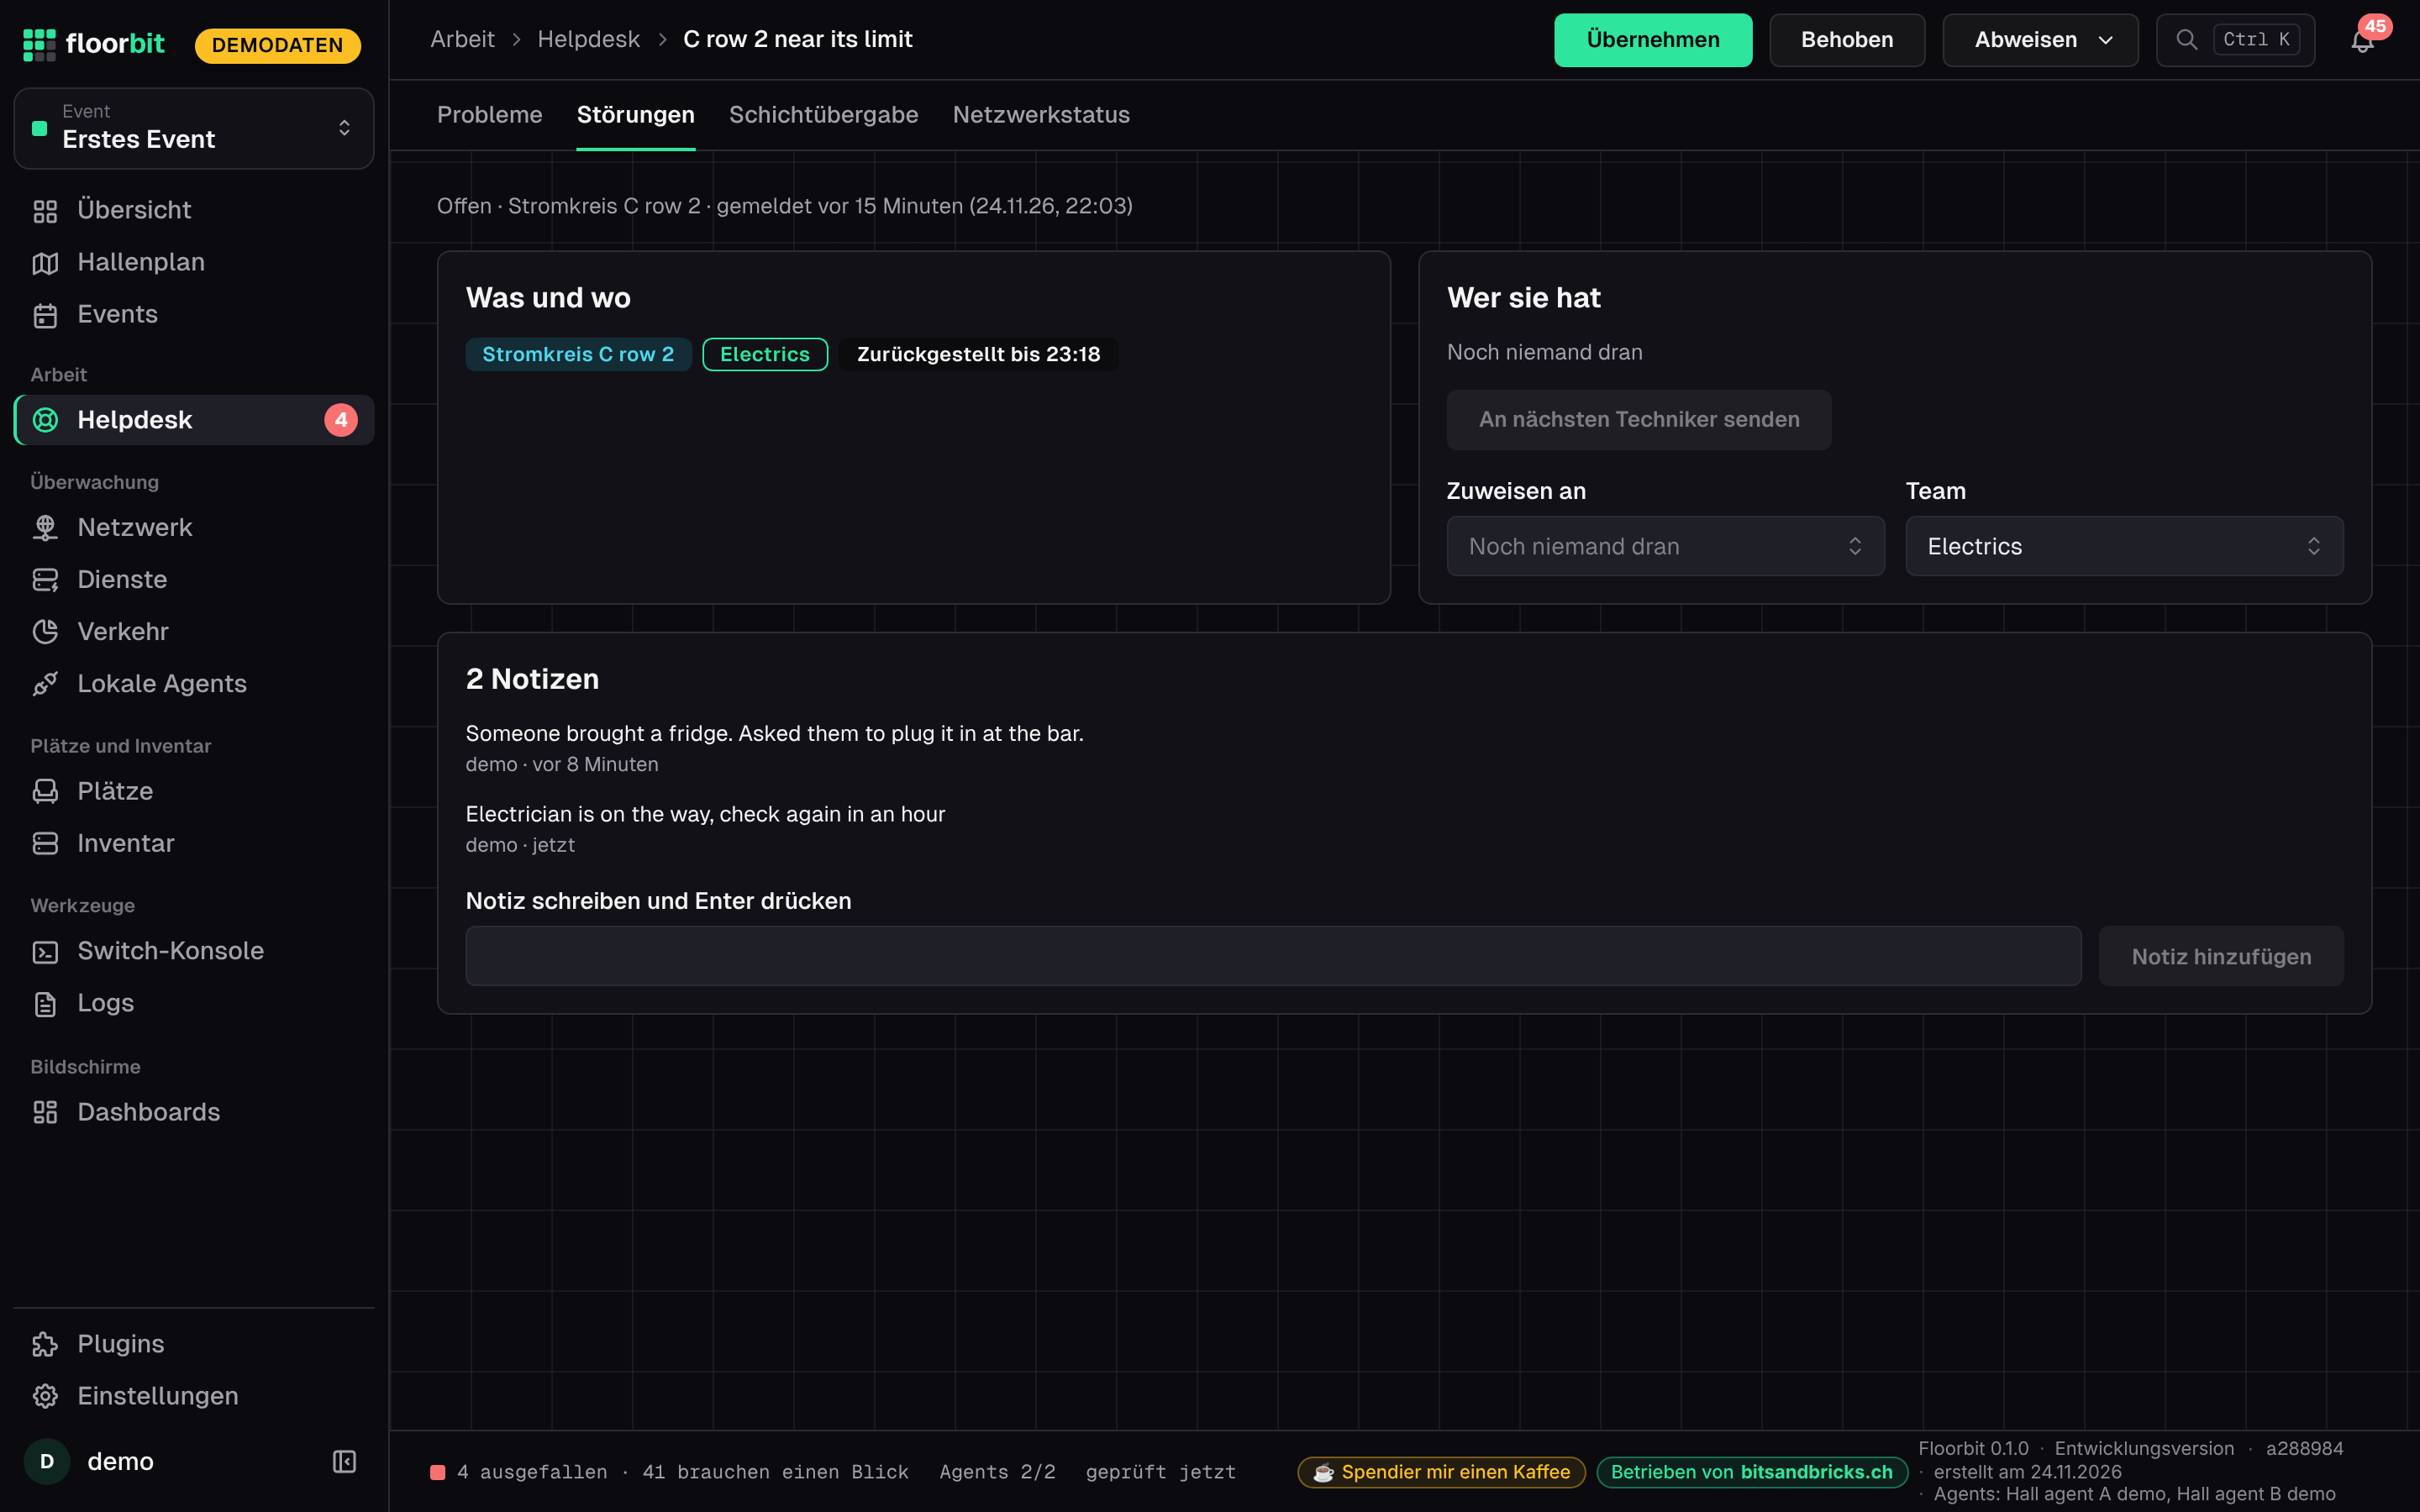 floorbit DEMODATEN
Event
Erstes Event
Übersicht
Hallenplan
Events
Arbeit
Helpdesk 4
Überwachung
Netzwerk
Dienste
Verkehr
Lokale Agents
Plätze und Inventar
Plätze
Inventar
Werkzeuge
Switch-Konsole
Logs
Bildschirme
Dashboards
Plugins
Einstellungen
D demo
Arbeit > Helpdesk > C row 2 near its limit
Übernehmen Behoben Abweisen Ctrl K 45
Probleme Störungen Schichtübergabe Netzwerkstatus
Offen · Stromkreis C row 2 · gemeldet vor 15 Minuten (24.11.26, 22:03)
Was und wo
Stromkreis C row 2 Electrics Zurückgestellt bis 23:18
Wer sie hat
Noch niemand dran
An nächsten Techniker senden
Zuweisen an Team
Noch niemand dran Electrics
2 Notizen
Someone brought a fridge. Asked them to plug it in at the bar.
demo · vor 8 Minuten
Electrician is on the way, check again in an hour
demo · jetzt
Notiz schreiben und Enter drücken
Notiz hinzufügen
4 ausgefallen · 41 brauchen einen Blick Agents 2/2 geprüft jetzt
Spendier mir einen Kaffee Betrieben von bitsandbricks.ch
Floorbit 0.1.0 · Entwicklungsversion · a288984
· erstellt am 24.11.2026
· Agents: Hall agent A demo, Hall agent B demo